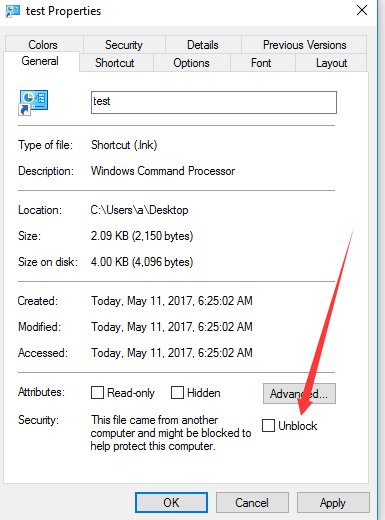 test Properties
Colors Security Details Previous Versions
General Shortcut Options Font Layout
test
Type of file: Shortcut (.lnk)
Description: Windows Command Processor
Location: C:\Users\a\Desktop
Size: 2.09 KB (2,150 bytes)
Size on disk: 4.00 KB (4,096 bytes)
Created: Today, May 11, 2017, 6:25:02 AM
Modified: Today, May 11, 2017, 6:25:02 AM
Accessed: Today, May 11, 2017, 6:25:02 AM
Attributes: Read-only Hidden Advanced...
Security: This file came from another
computer and might be blocked to
help protect this computer.
Unblock
OK Cancel Apply